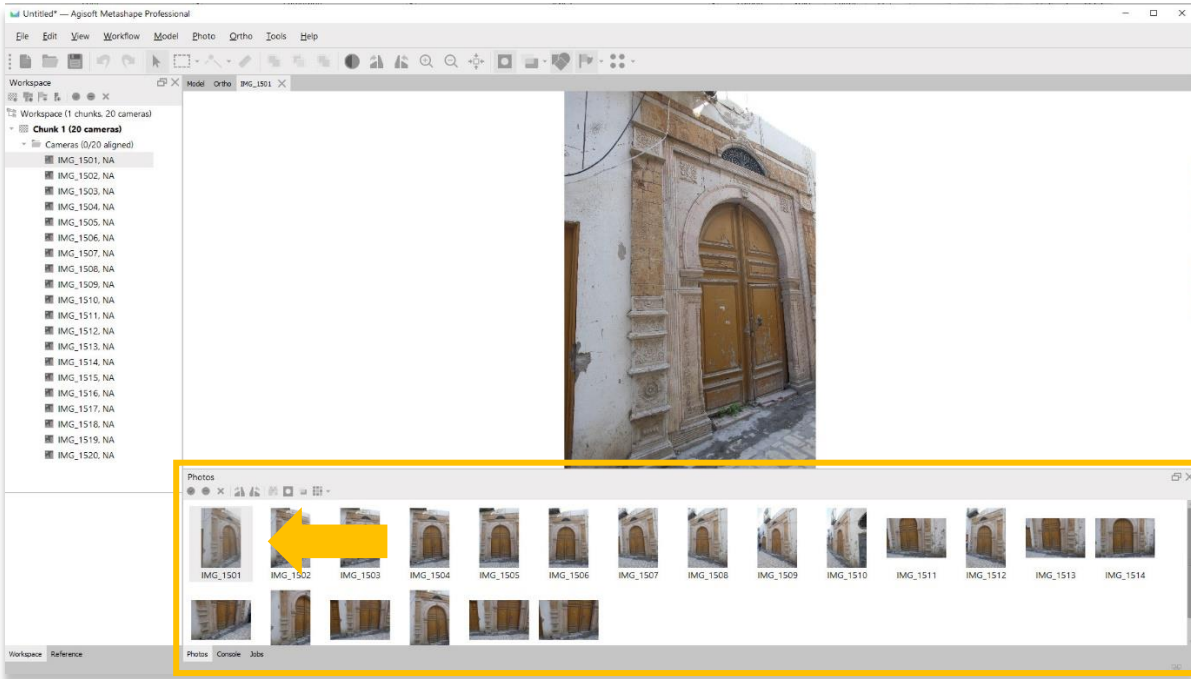 Untitled* — Agisoft Metashape Professional
File Edit View Workflow Model Photo Ortho Tools Help
Workspace
Model Ortho IMG_1501
Workspace (1 chunks, 20 cameras)
Chunk 1 (20 cameras)
Cameras (0/20 aligned)
IMG_1501, NA
IMG_1502, NA
IMG_1503, NA
IMG_1504, NA
IMG_1505, NA
IMG_1506, NA
IMG_1507, NA
IMG_1508, NA
IMG_1509, NA
IMG_1510, NA
IMG_1511, NA
IMG_1512, NA
IMG_1513, NA
IMG_1514, NA
IMG_1515, NA
IMG_1516, NA
IMG_1517, NA
IMG_1518, NA
IMG_1519, NA
IMG_1520, NA
Photos
IMG_1501 IMG_1502 IMG_1503 IMG_1504 IMG_1505 IMG_1506 IMG_1507 IMG_1508 IMG_1509 IMG_1510 IMG_1511 IMG_1512 IMG_1513 IMG_1514
Workspace Reference
Photos Console Jobs